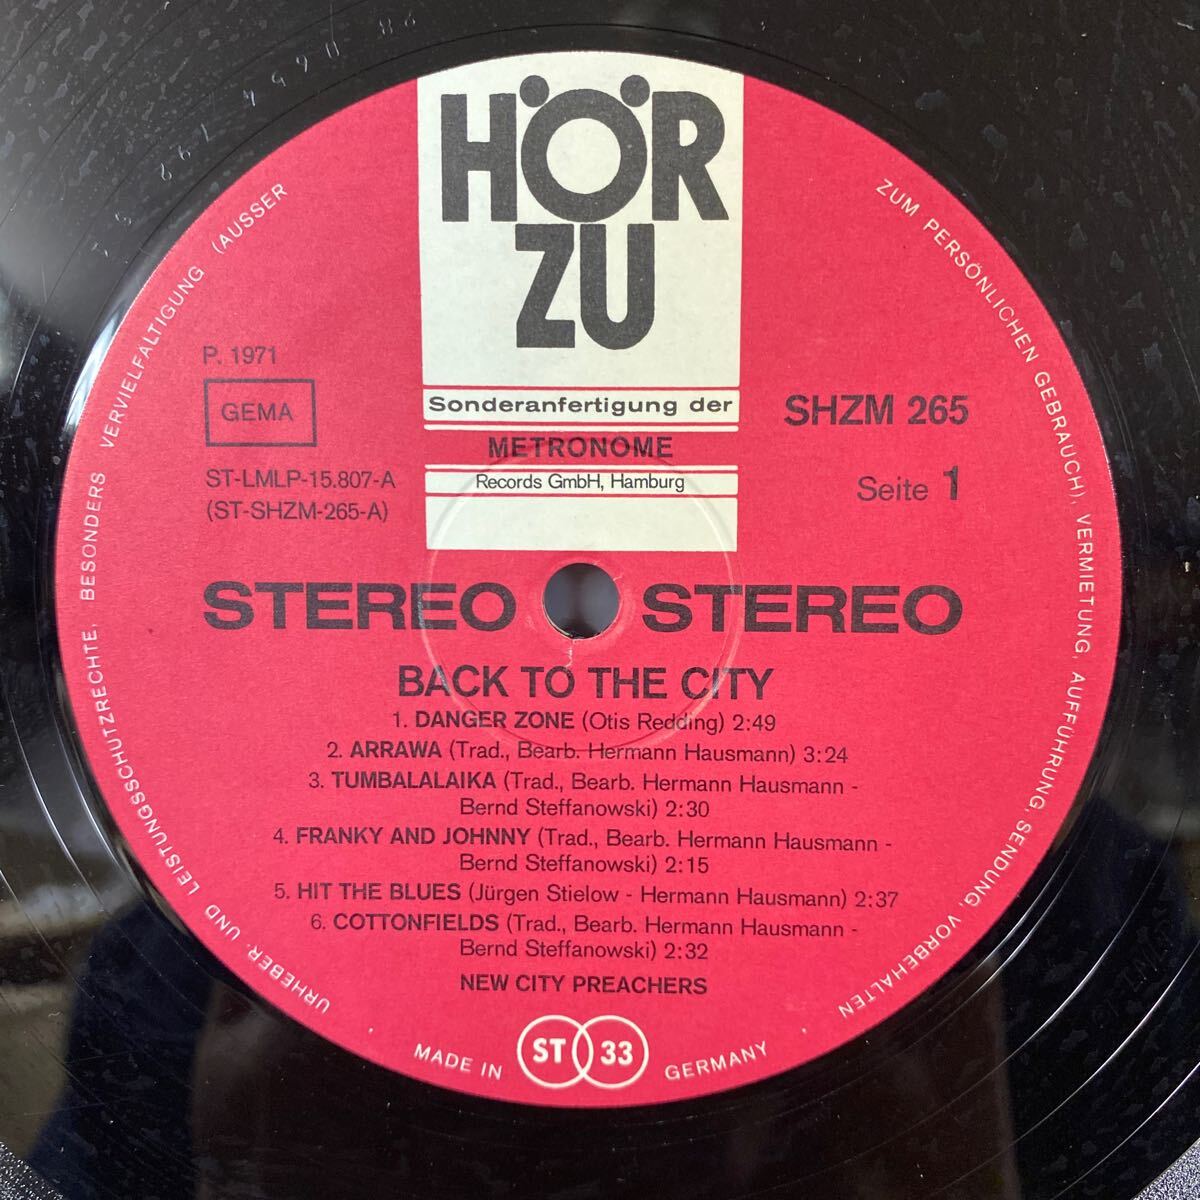 HÖR
ZU
P. 1971
GEMA
ST-LMLP-15.807-A
(ST-SHZM-265-A)
Sonderanfertigung der
METRONOME
Records GmbH, Hamburg
SHZM 265
Seite 1
STEREO STEREO
BACK TO THE CITY
1. DANGER ZONE (Otis Redding) 2:49
2. ARRAWA (Trad., Bearb. Hermann Hausmann) 3:24
3. TUMBALALAIKA (Trad., Bearb. Hermann Hausmann -
Bernd Steffanowski) 2:30
4. FRANKY AND JOHNNY (Trad., Bearb. Hermann Hausmann -
Bernd Steffanowski) 2:15
5. HIT THE BLUES (Jürgen Stielow - Hermann Hausmann) 2:37
6. COTTONFIELDS (Trad., Bearb. Hermann Hausmann -
Bernd Steffanowski) 2:32
NEW CITY PREACHERS
MADE IN ST 33 GERMANY
URHEBER- UND LEISTUNGSSCHUTZRECHTE, BESONDERS VERVIELFÄLTIGUNG (AUSSER
ZUM PERSÖNLICHEN GEBRAUCH), VERMIETUNG, AUFFÜHRUNG, SENDUNG, VORBEHALTEN